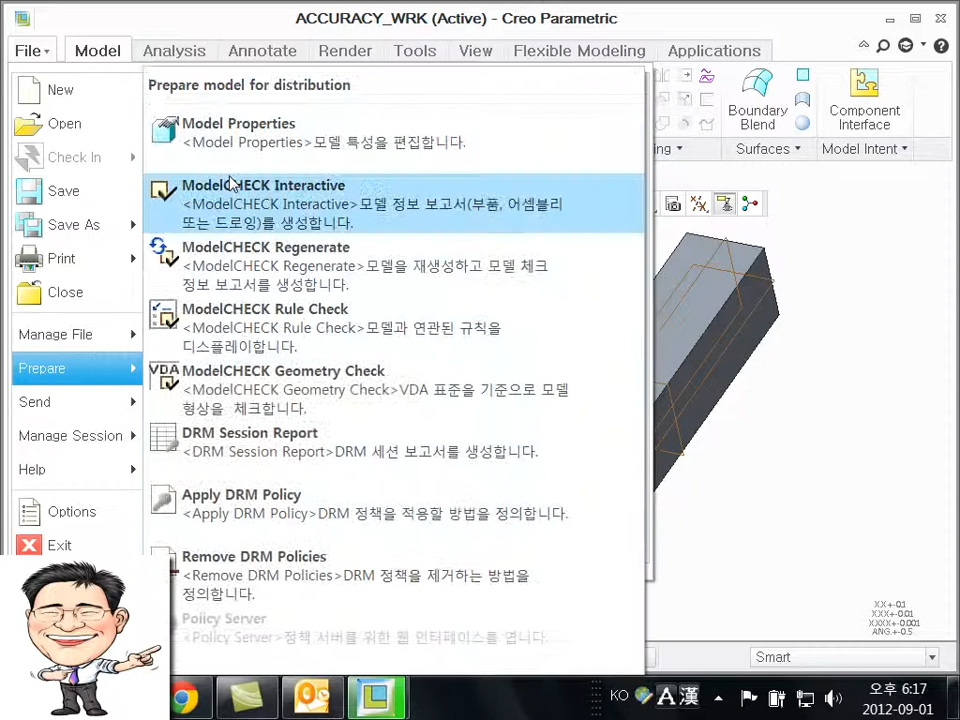 ACCURACY_WRK (Active) - Creo Parametric
File Model Analysis Annotate Render Tools View Flexible Modeling Applications
New
Open
Check In
Save
Save As
Print
Close
Manage File
Prepare
Send
Manage Session
Help
Options
Exit
Prepare model for distribution
Model Properties
<Model Properties>모델 특성을 편집합니다.
ModelCHECK Interactive
<ModelCHECK Interactive>모델 정보 보고서(부품, 어셈블리
또는 드로잉)를 생성합니다.
ModelCHECK Regenerate
<ModelCHECK Regenerate>모델을 재생성하고 모델 체크
정보 보고서를 생성합니다.
ModelCHECK Rule Check
<ModelCHECK Rule Check>모델과 연관된 규칙을
디스플레이합니다.
VDA
ModelCHECK Geometry Check
<ModelCHECK Geometry Check>VDA 표준을 기준으로 모델
형상을 체크합니다.
DRM Session Report
<DRM Session Report>DRM 세션 보고서를 생성합니다.
Apply DRM Policy
<Apply DRM Policy>DRM 정책을 적용할 방법을 정의합니다.
Remove DRM Policies
<Remove DRM Policies>DRM 정책을 제거하는 방법을
정의합니다.
Policy Server
<Policy Server>정책 서버를 위한 웹 인터페이스를 엽니다.
Boundary
Blend
Component
Interface
ing
Surfaces
Model Intent
X.X+-0.1
X.XX+-0.01
X.XXX+-0.001
ANG.+-0.5
Smart
KO A 漢
오후 6:17
2012-09-01